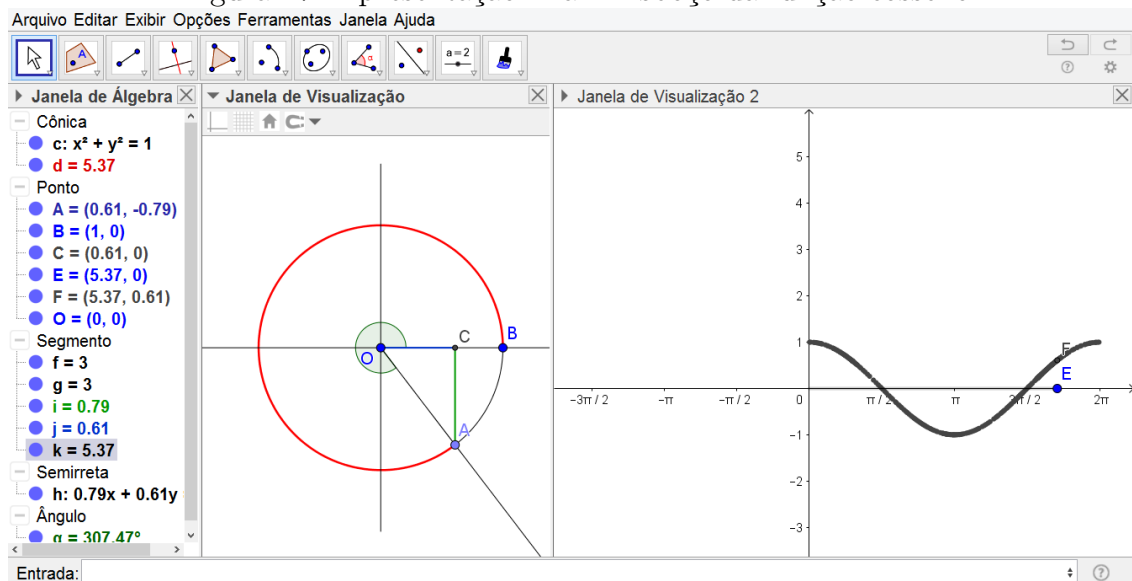 Arquivo Editar Exibir Opções Ferramentas Janela Ajuda
A
α
a=2
Janela de Álgebra
Cônica
c: x² + y² = 1
d = 5.37
Ponto
A = (0.61, -0.79)
B = (1, 0)
C = (0.61, 0)
E = (5.37, 0)
F = (5.37, 0.61)
O = (0, 0)
Segmento
f = 3
g = 3
i = 0.79
j = 0.61
k = 5.37
Semirreta
h: 0.79x + 0.61y
Ângulo
α = 307.47°
Janela de Visualização
O
C
B
A
Janela de Visualização 2
5
4
3
2
1
F
E
−3π / 2
−π
−π / 2
0
π / 2
π
3π / 2
2π
−1
−2
−3
Entrada: